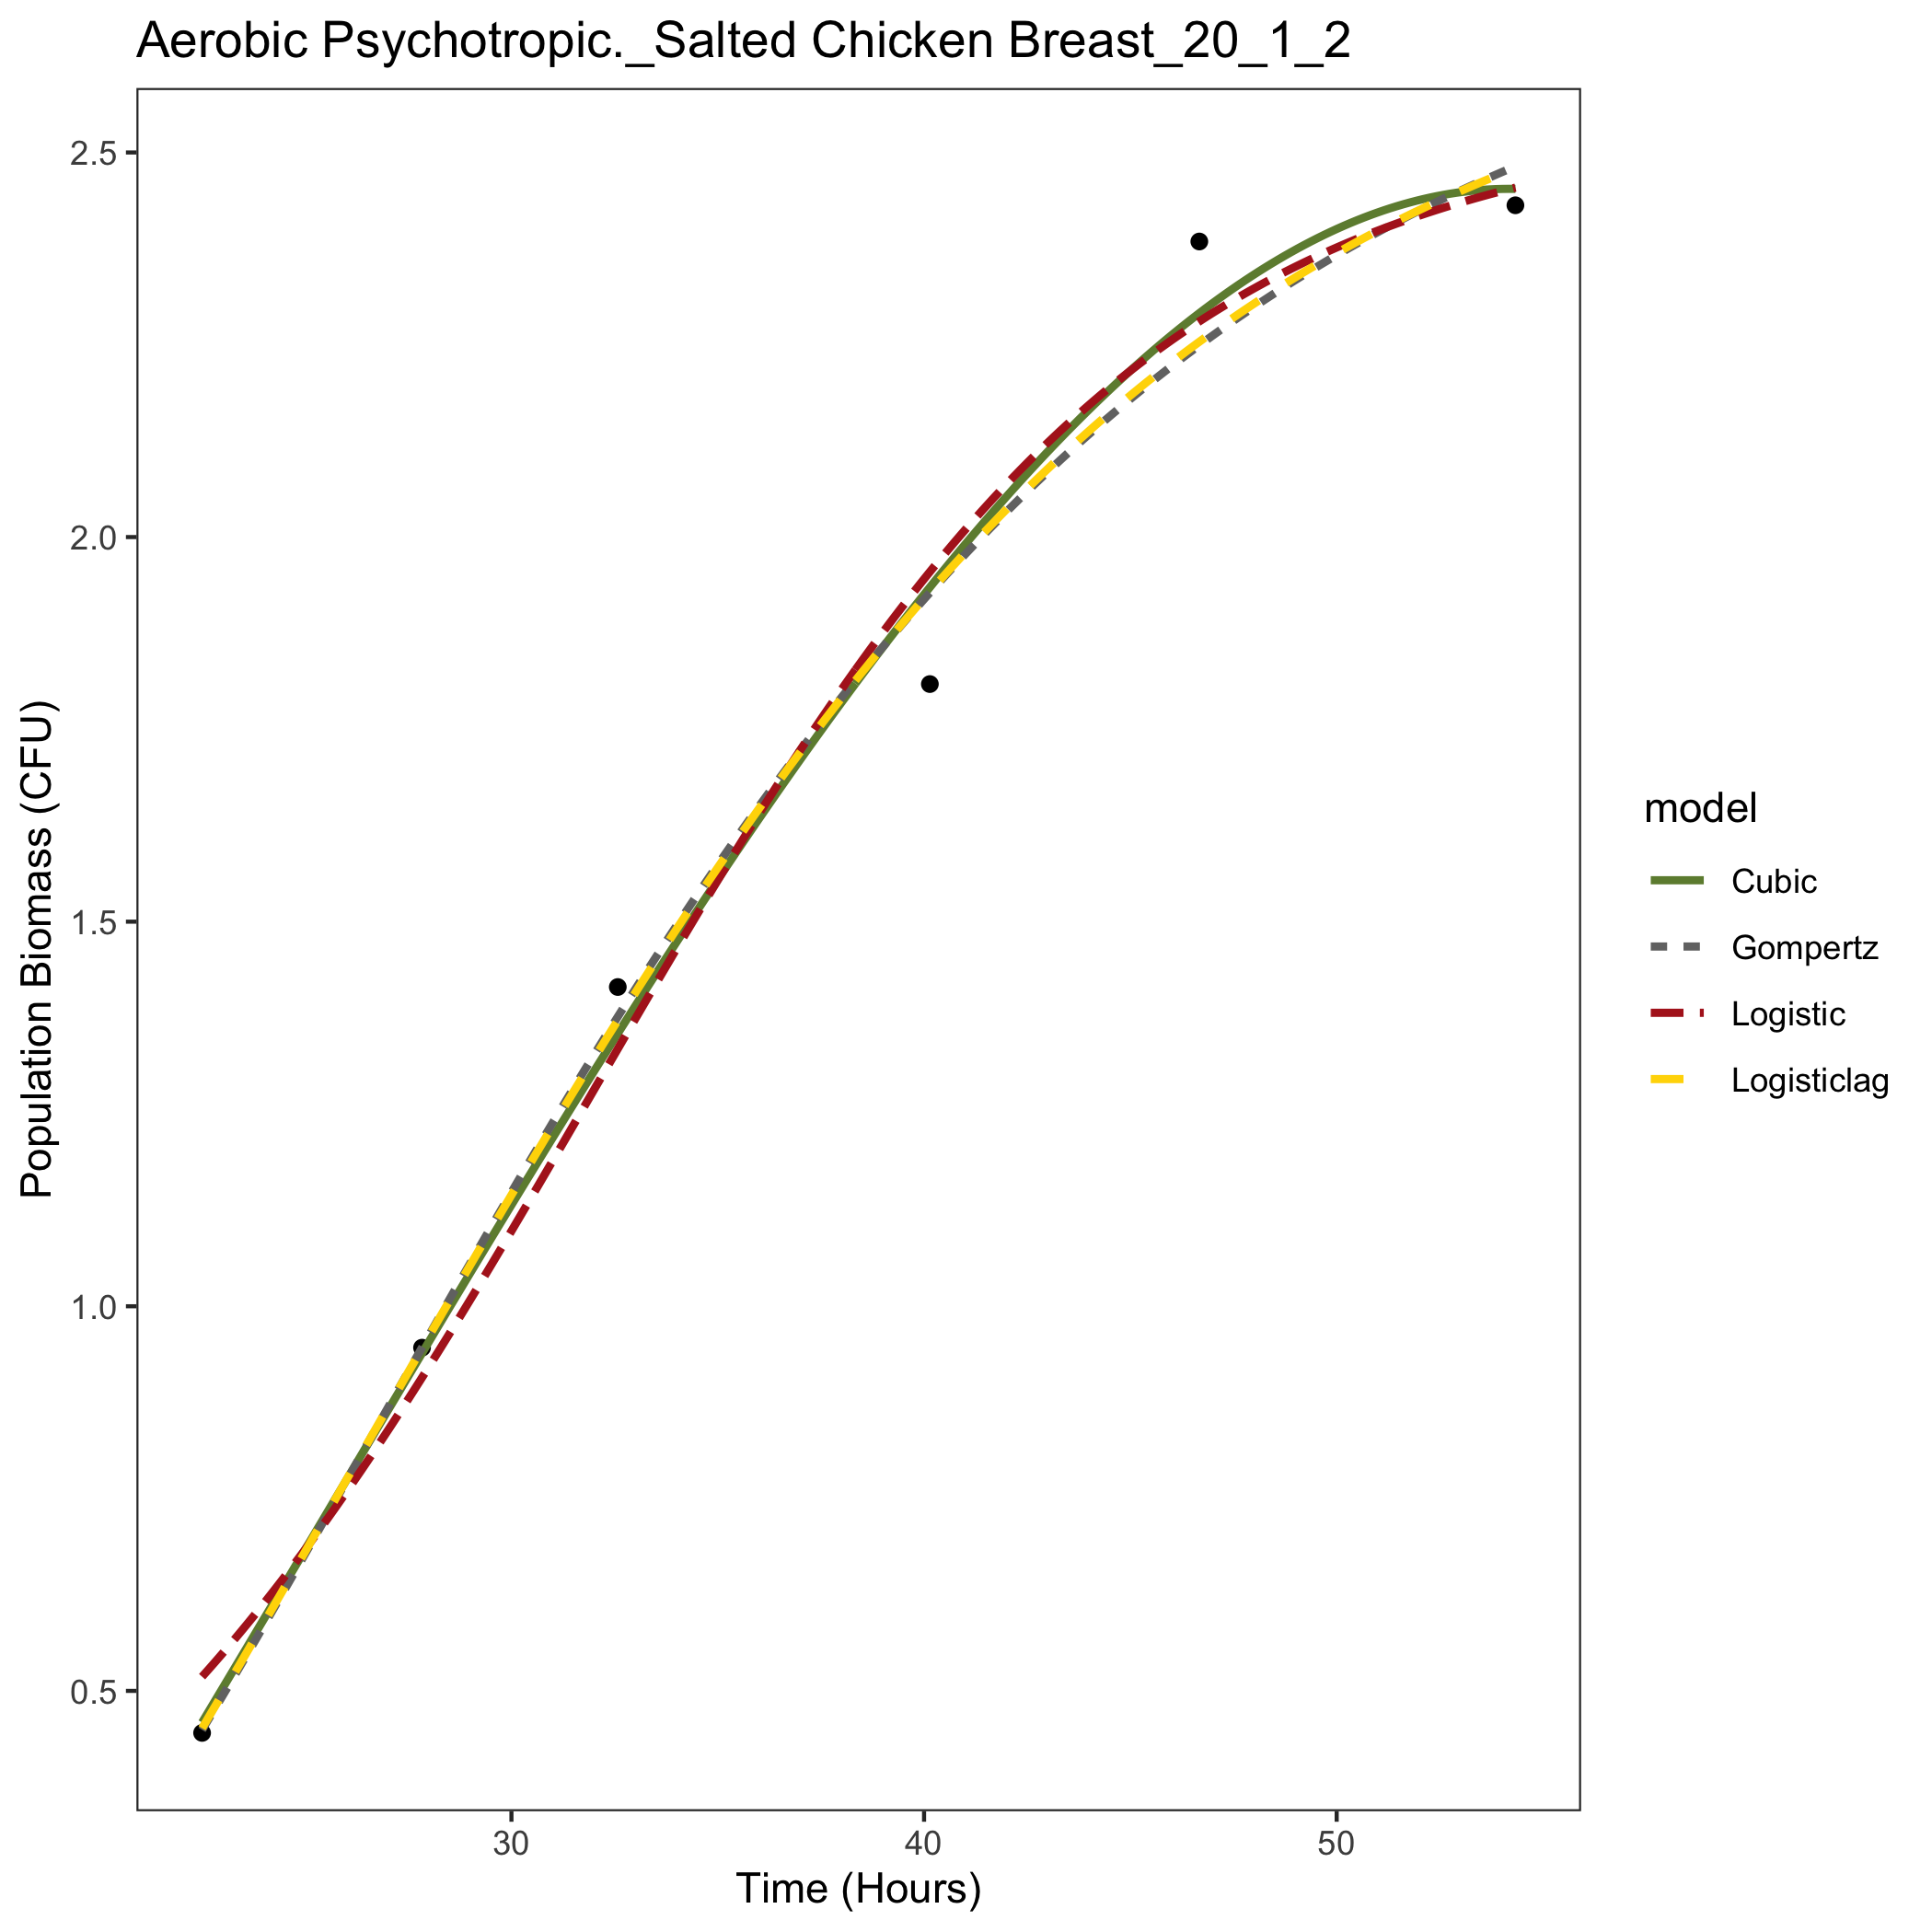 Aerobic Psychotropic._Salted Chicken Breast_20_1_2
2.5
2.0
1.5
1.0
0.5
Population Biomass (CFU)
30
40
50
Time (Hours)
model
Cubic
Gompertz
Logistic
Logisticlag